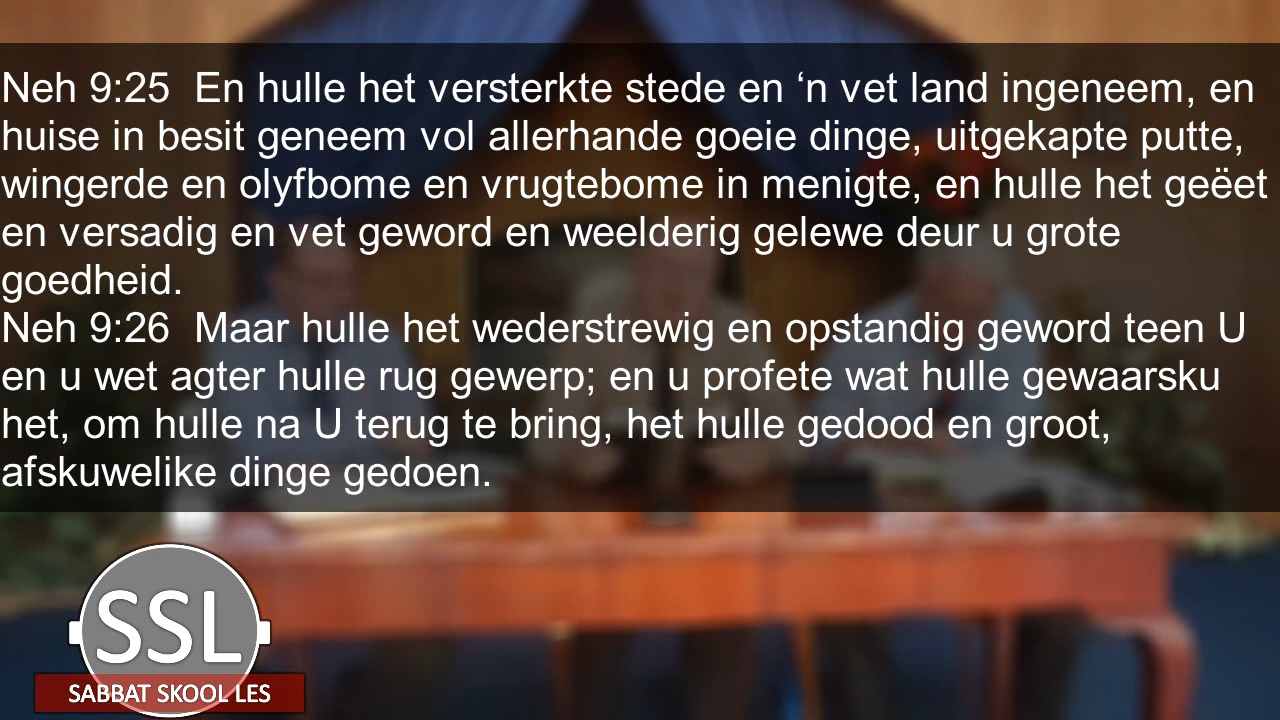 Neh 9:25  En hulle het versterkte stede en ‘n vet land ingeneem, en
huise in besit geneem vol allerhande goeie dinge, uitgekapte putte,
wingerde en olyfbome en vrugtebome in menigte, en hulle het geëet
en versadig en vet geword en weelderig gelewe deur u grote
goedheid.
Neh 9:26  Maar hulle het wederstrewig en opstandig geword teen U
en u wet agter hulle rug gewerp; en u profete wat hulle gewaarsku
het, om hulle na U terug te bring, het hulle gedood en groot,
afskuwelike dinge gedoen.
SSL
SABBAT SKOOL LES